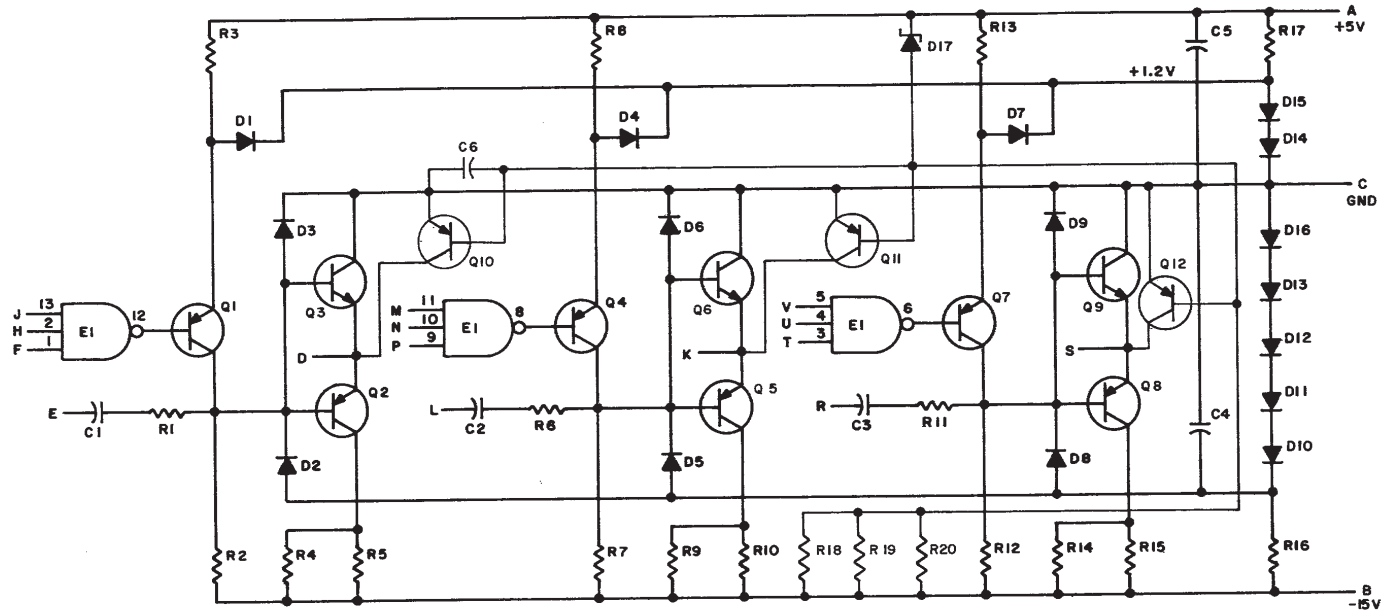 A
+5V
R3
R8
D17
R13
C5
R17
+1.2V
D1
D4
D7
D15
D14
C6
C
GND
D3
D6
D9
D16
Q10
Q11
Q12
Q3
Q6
Q9
D13
J 13
H 2
F 1
E1
12
Q1
M 11
N 10
P 9
E1
8
Q4
V 5
U 4
T 3
E1
6
Q7
D
K
S
D12
Q2
Q5
Q8
D11
E
C1
R1
L
C2
R6
R
C3
R11
C4
D2
D5
D8
D10
R2
R4
R5
R7
R9
R10
R18
R19
R20
R12
R14
R15
R16
B
-15V